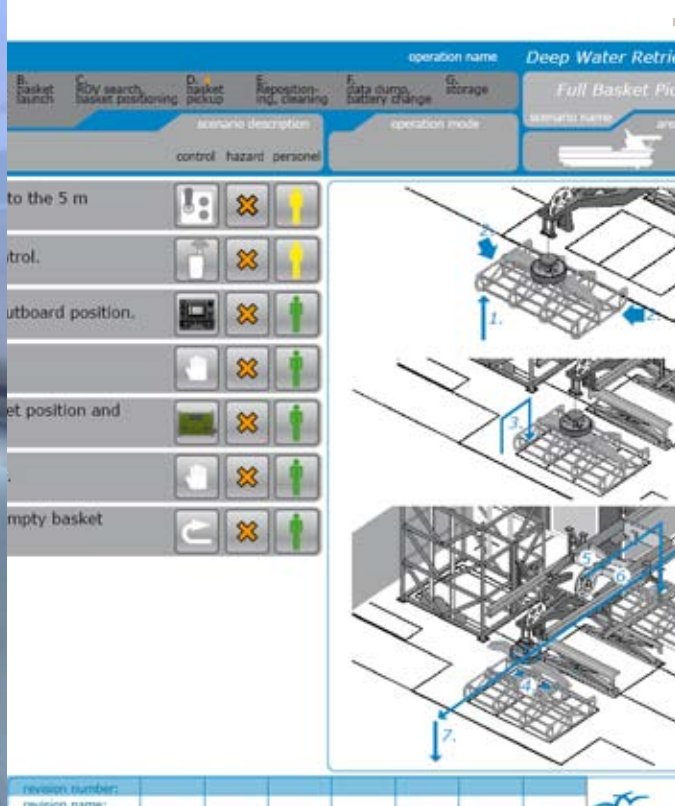 operation name Deep Water Retrie
B. basket launch
C. ROV search, basket positioning
D. basket pickup
E. Reposition-ing, cleaning
F. data dump, battery change
G. storage
Full Basket Pic
scenario description
operation mode
scenario name
are
control hazard personel
to the 5 m
trol.
utboard position.
et position and
.
mpty basket
2.
1.
2.
3.
5
6
4
7.
revision number:
revision name: